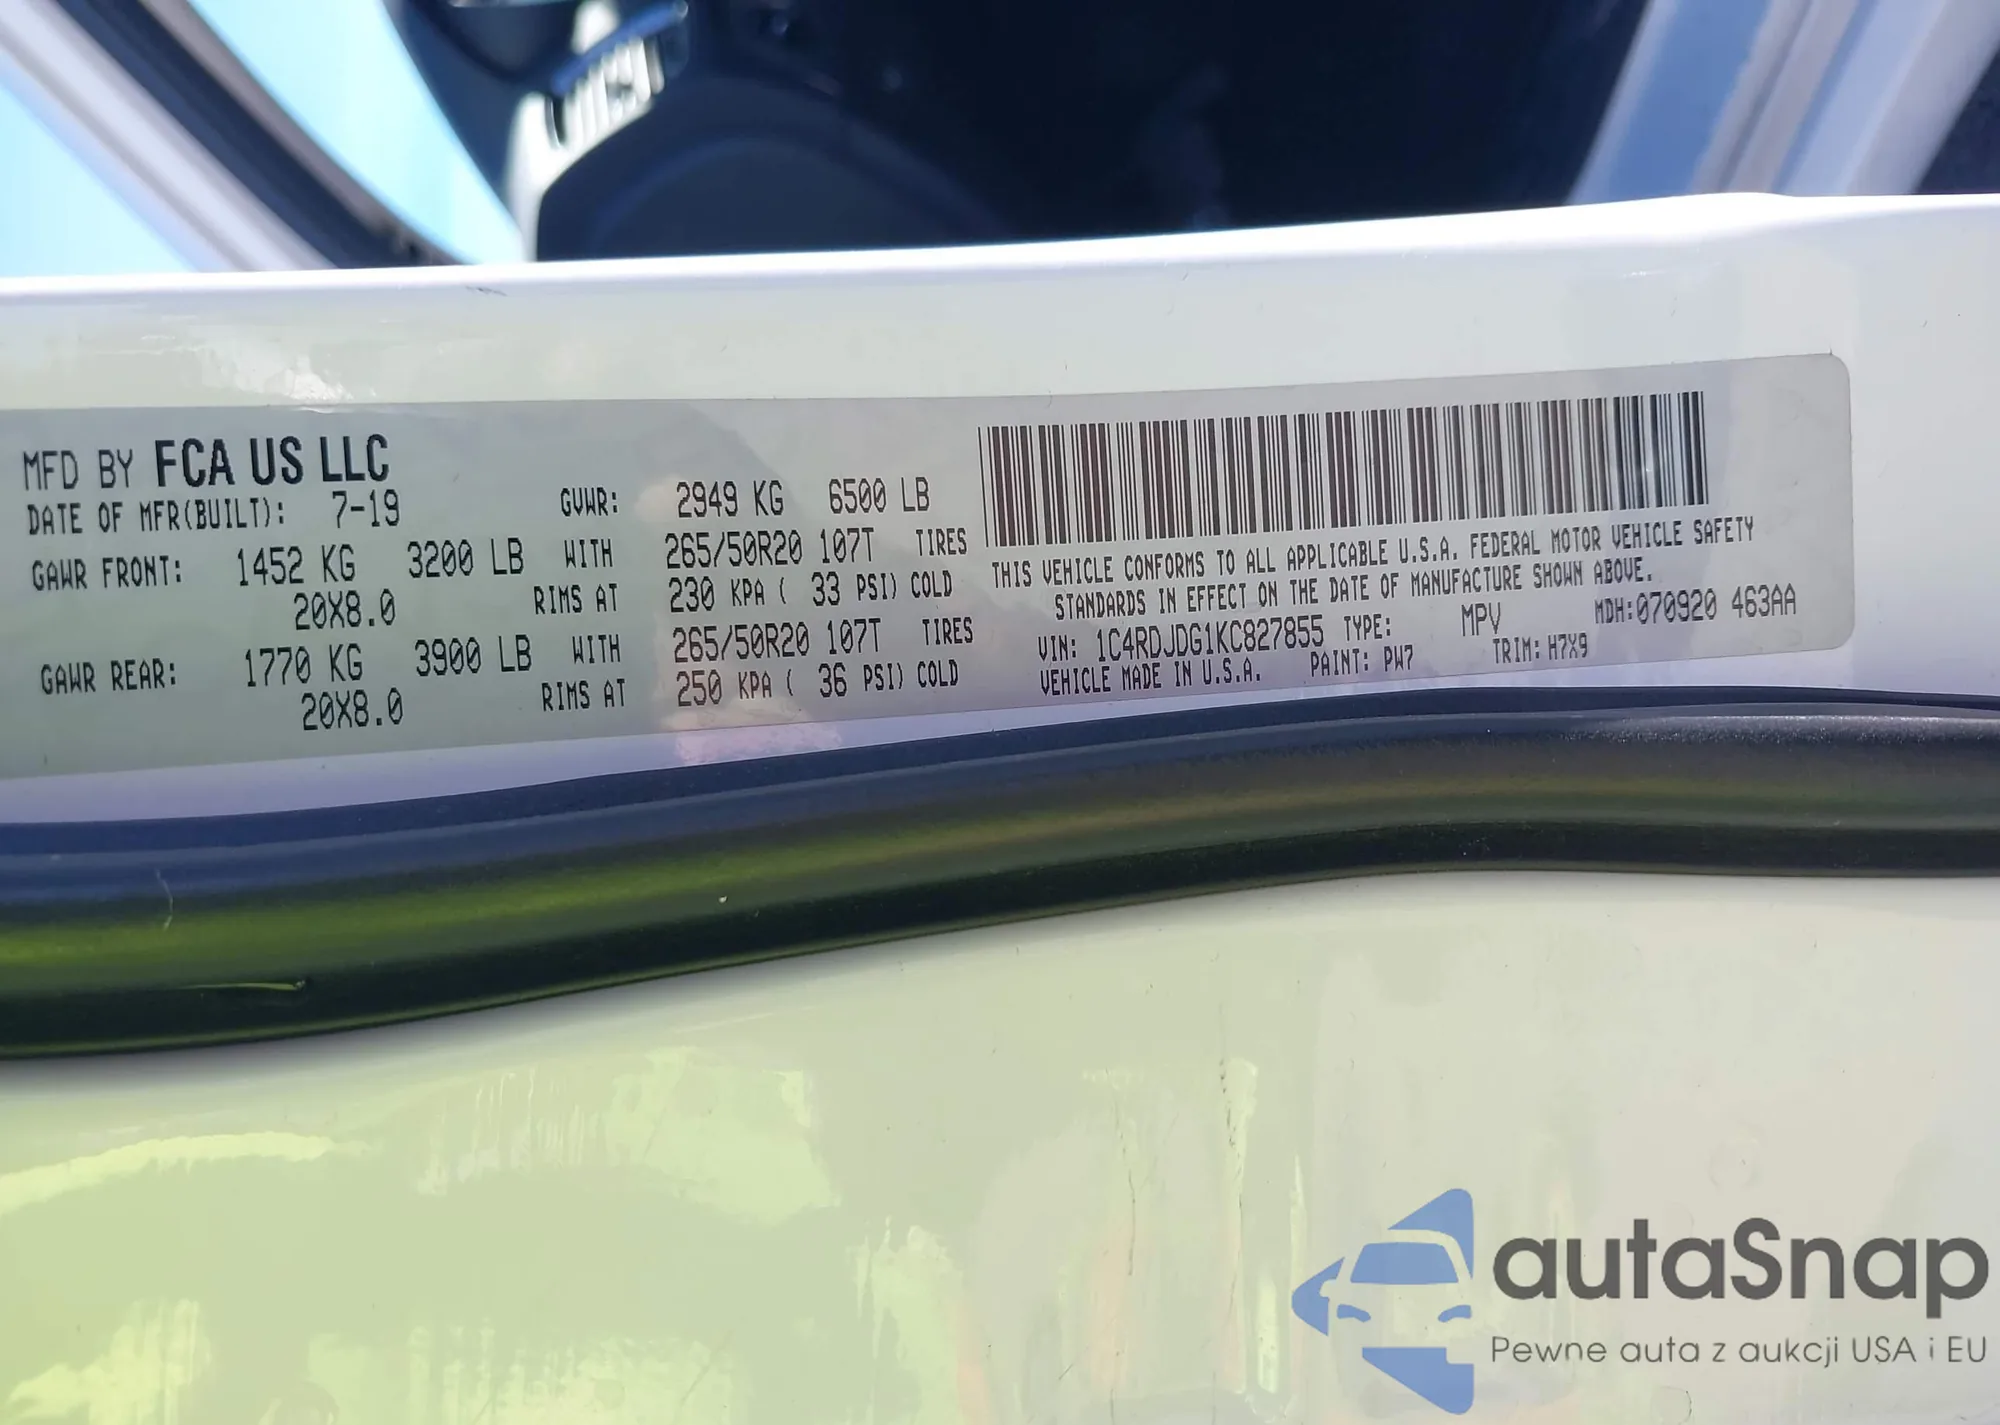 MFD BY FCA US LLC
DATE OF MFR(BUILT): 7-19 GVWR: 2949 KG 6500 LB
GAWR FRONT: 1452 KG 3200 LB WITH 265/50R20 107T TIRES
20X8.0 RIMS AT 230 KPA ( 33 PSI) COLD
GAWR REAR: 1770 KG 3900 LB WITH 265/50R20 107T TIRES
20X8.0 RIMS AT 250 KPA ( 36 PSI) COLD
THIS VEHICLE CONFORMS TO ALL APPLICABLE U.S.A. FEDERAL MOTOR VEHICLE SAFETY
STANDARDS IN EFFECT ON THE DATE OF MANUFACTURE SHOWN ABOVE.
VIN: 1C4RDJDG1KC827855 TYPE: MPV MDH:070920 463AA
VEHICLE MADE IN U.S.A. PAINT: PW7 TRIM: H7X9
autaSnap
Pewne auta z aukcji USA i EU